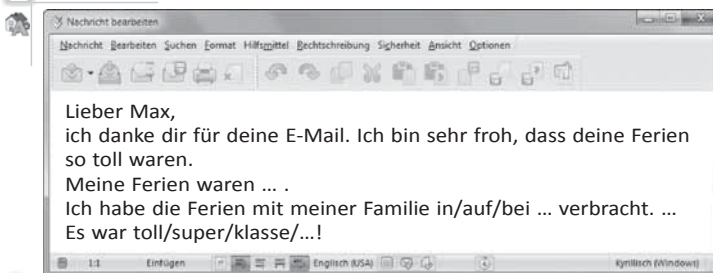 Nachricht bearbeiten
Nachricht Bearbeiten Suchen Format Hilfsmittel Rechtschreibung Sicherheit Ansicht Optionen
Lieber Max,
ich danke dir für deine E-Mail. Ich bin sehr froh, dass deine Ferien
so toll waren.
Meine Ferien waren ... .
Ich habe die Ferien mit meiner Familie in/auf/bei ... verbracht. ...
Es war toll/super/klasse/...!
1:1 Einfügen Englisch (USA) Kyrillisch (Windows)